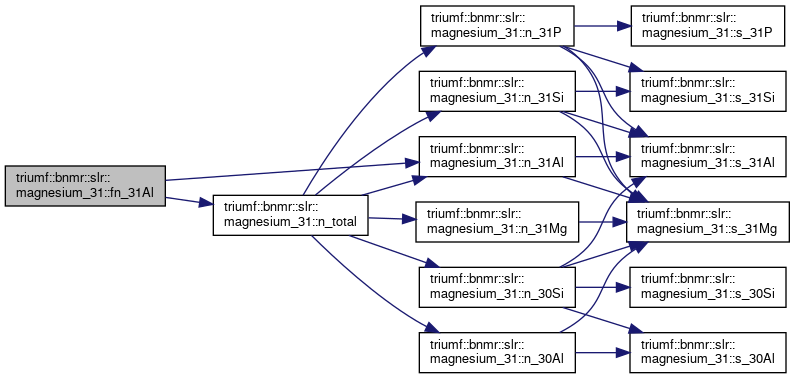 triumf::bnmr::slr::
magnesium_31::fn_31Al
triumf::bnmr::slr::
magnesium_31::n_total
triumf::bnmr::slr::
magnesium_31::n_31P
triumf::bnmr::slr::
magnesium_31::n_31Si
triumf::bnmr::slr::
magnesium_31::n_31Al
triumf::bnmr::slr::
magnesium_31::n_31Mg
triumf::bnmr::slr::
magnesium_31::n_30Si
triumf::bnmr::slr::
magnesium_31::n_30Al
triumf::bnmr::slr::
magnesium_31::s_31P
triumf::bnmr::slr::
magnesium_31::s_31Si
triumf::bnmr::slr::
magnesium_31::s_31Al
triumf::bnmr::slr::
magnesium_31::s_31Mg
triumf::bnmr::slr::
magnesium_31::s_30Si
triumf::bnmr::slr::
magnesium_31::s_30Al